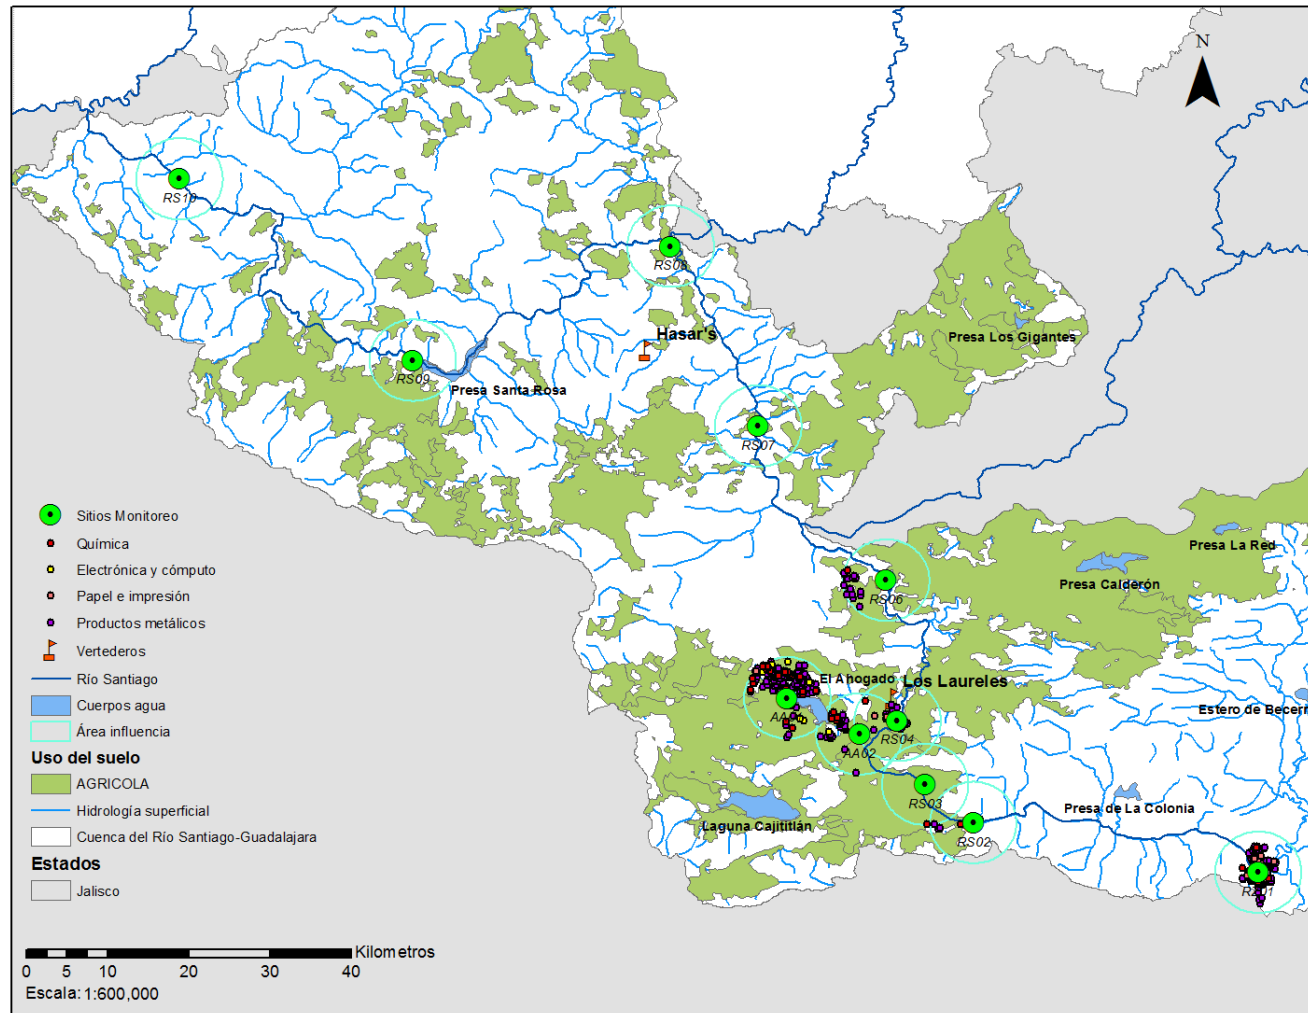 N
RS10
RS08
Hasar's
Presa Los Gigantes
RS09
Presa Santa Rosa
RS07
Sitios Monitoreo
Química
Electrónica y cómputo
Papel e impresión
Productos metálicos
Vertederos
Río Santiago
Cuerpos agua
Área influencia
Uso del suelo
AGRICOLA
Hidrología superficial
Cuenca del Río Santiago-Guadalajara
Estados
Jalisco
Presa La Red
Presa Calderón
RS06
El Ahogado
Los Laureles
Estero de Becerr
RS04
AA02
RS03
Laguna Cajititlán
Presa de La Colonia
RS02
Kilometros
0 5 10 20 30 40
Escala: 1:600,000